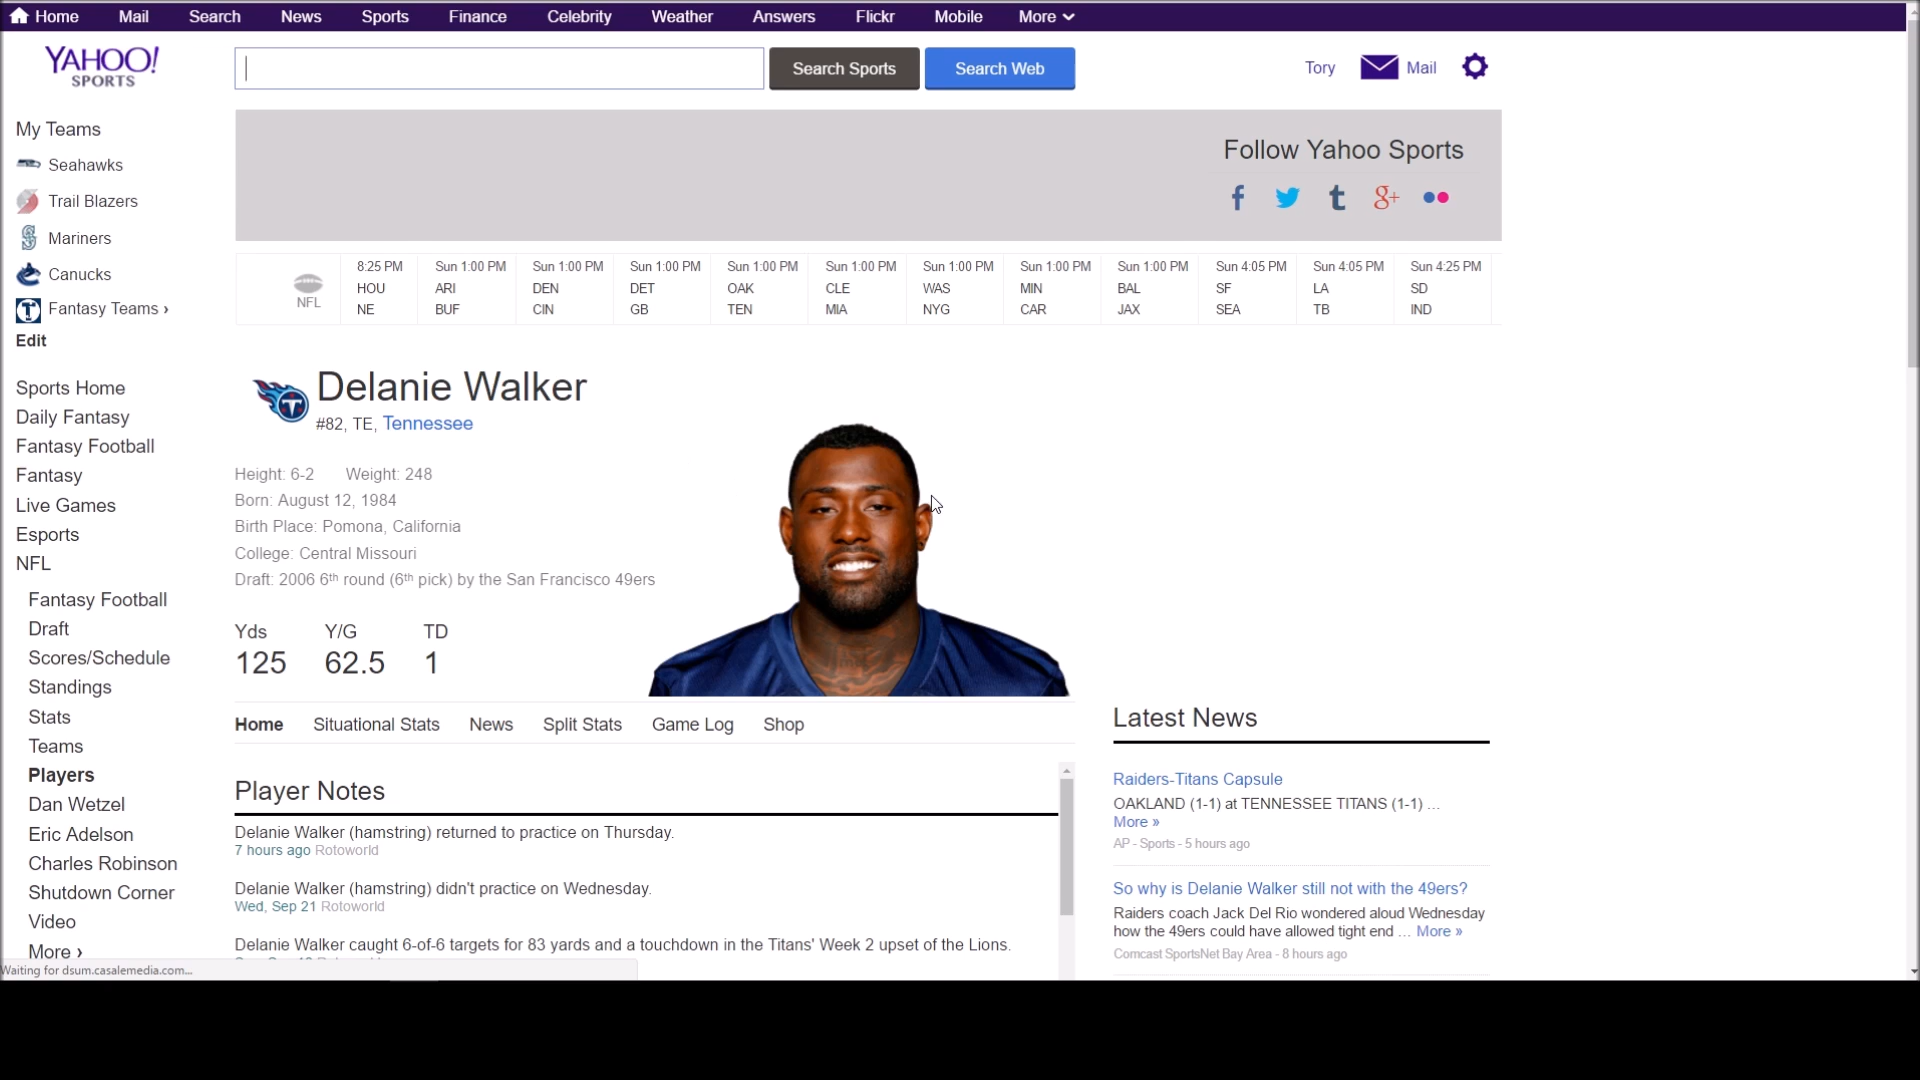 Home Mail Search News Sports Finance Celebrity Weather Answers Flickr Mobile More
YAHOO!
SPORTS
Search Sports Search Web Tory Mail
My Teams
Seahawks
Trail Blazers
Mariners
Canucks
Fantasy Teams ›
Edit
Sports Home
Daily Fantasy
Fantasy Football
Fantasy
Live Games
Esports
NFL
Fantasy Football
Draft
Scores/Schedule
Standings
Stats
Teams
Players
Dan Wetzel
Eric Adelson
Charles Robinson
Shutdown Corner
Video
More ›
Waiting for dsum.casalemedia.com...
Follow Yahoo Sports
f t g+
NFL
8:25 PM Sun 1:00 PM Sun 1:00 PM Sun 1:00 PM Sun 1:00 PM Sun 1:00 PM Sun 1:00 PM Sun 1:00 PM Sun 1:00 PM Sun 4:05 PM Sun 4:05 PM Sun 4:25 PM
HOU ARI DEN DET OAK CLE WAS MIN BAL SF LA SD
NE BUF CIN GB TEN MIA NYG CAR JAX SEA TB IND
Delanie Walker
#82, TE, Tennessee
Height: 6-2 Weight: 248
Born: August 12, 1984
Birth Place: Pomona, California
College: Central Missouri
Draft: 2006 6th round (6th pick) by the San Francisco 49ers
Yds Y/G TD
125 62.5 1
Home Situational Stats News Split Stats Game Log Shop
Player Notes
Delanie Walker (hamstring) returned to practice on Thursday.
7 hours ago Rotoworld
Delanie Walker (hamstring) didn't practice on Wednesday.
Wed, Sep 21 Rotoworld
Delanie Walker caught 6-of-6 targets for 83 yards and a touchdown in the Titans' Week 2 upset of the Lions.
Latest News
Raiders-Titans Capsule
OAKLAND (1-1) at TENNESSEE TITANS (1-1) ...
More »
AP - Sports - 5 hours ago
So why is Delanie Walker still not with the 49ers?
Raiders coach Jack Del Rio wondered aloud Wednesday
how the 49ers could have allowed tight end ... More »
Comcast SportsNet Bay Area - 8 hours ago